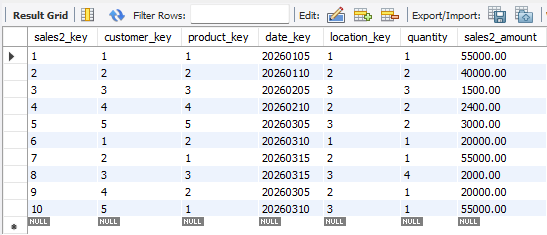 Result Grid Filter Rows: Edit: Export/Import:
sales2_key customer_key product_key date_key location_key quantity sales2_amount
1 1 1 20260105 1 1 55000.00
2 2 2 20260110 2 2 40000.00
3 3 3 20260205 3 3 1500.00
4 4 4 20260210 2 2 2400.00
5 5 5 20260305 3 2 3000.00
6 1 2 20260310 1 1 20000.00
7 2 1 20260315 2 1 55000.00
8 3 3 20260315 3 4 2000.00
9 4 2 20260305 2 1 20000.00
10 5 1 20260310 3 1 55000.00
NULL NULL NULL NULL NULL NULL NULL